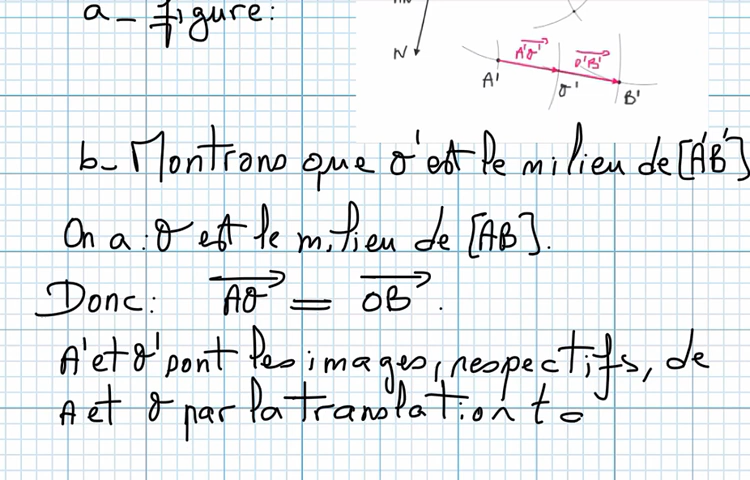 a- figure:
N
A'O'
O'B'
A'
O'
B'
b- Montrons que O' est le milieu de [A'B']
On a : O est le milieu de [AB].
Donc: AO = OB.
A' et O' sont les images, respectifs, de
A et O par la translation t.